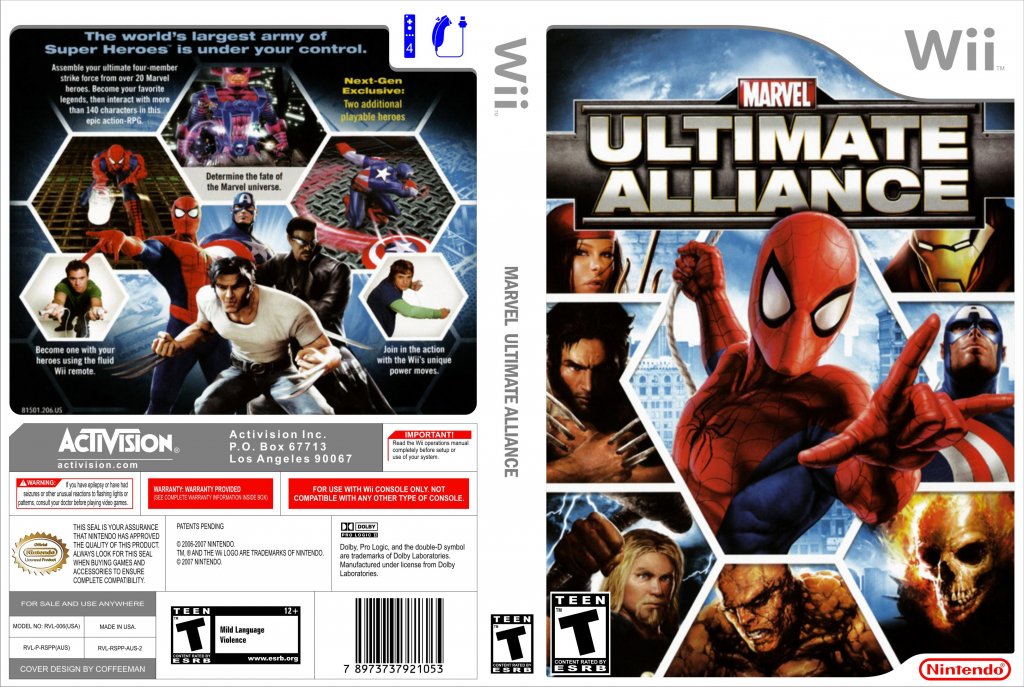 The world's largest army of
Super Heroes™ is under your control.
Assemble your ultimate four-member
strike force from over 20 Marvel
heroes. Become your favorite
legends, then interact with more
than 140 characters in this
epic action-RPG.
Next-Gen
Exclusive:
Two additional
playable heroes
Determine the fate of
the Marvel universe.
Become one with your
heroes using the fluid
Wii remote.
Join in the action
with the Wii's unique
power moves.
81501.206.US
4
ACTIVISION®
activision.com
Activision Inc.
P.O. Box 67713
Los Angeles 90067
IMPORTANT!
Read the Wii operations manual
completely before setup or
use of your system.
WARNING: If you have epilepsy or have had
seizures or other unusual reactions to flashing lights or
patterns, consult your doctor before playing video games.
WARRANTY: WARRANTY PROVIDED
(SEE COMPLETE WARRANTY INFORMATION INSIDE BOX)
FOR USE WITH Wii CONSOLE ONLY. NOT
COMPATIBLE WITH ANY OTHER TYPE OF CONSOLE.
Official
Nintendo
Licensed Product
THIS SEAL IS YOUR ASSURANCE
THAT NINTENDO HAS APPROVED
THE QUALITY OF THIS PRODUCT.
ALWAYS LOOK FOR THIS SEAL
WHEN BUYING GAMES AND
ACCESSORIES TO ENSURE
COMPLETE COMPATIBILITY.
PATENTS PENDING
© 2006-2007 NINTENDO.
TM, ® AND THE Wii LOGO ARE TRADEMARKS OF NINTENDO.
© 2007 NINTENDO.
DOLBY
PRO LOGIC II
Dolby, Pro Logic, and the double-D symbol
are trademarks of Dolby Laboratories.
Manufactured under license from Dolby
Laboratories.
FOR SALE AND USE ANYWHERE
MODEL NO: RVL-006(USA)
MADE IN USA.
RVL-P-RSPP(AUS)
RVL-RSPP-AUS-2
COVER DESIGN BY COFFEEMAN
TEEN
12+
T
Mild Language
Violence
CONTENT RATED BY
ESRB
www.esrb.org
7 8973737921053
Wii™
MARVEL ULTIMATE ALLIANCE
TEEN
T
CONTENT RATED BY
ESRB
Wii™
MARVEL
ULTIMATE
ALLIANCE
TEEN
T
CONTENT RATED BY
ESRB
Nintendo®